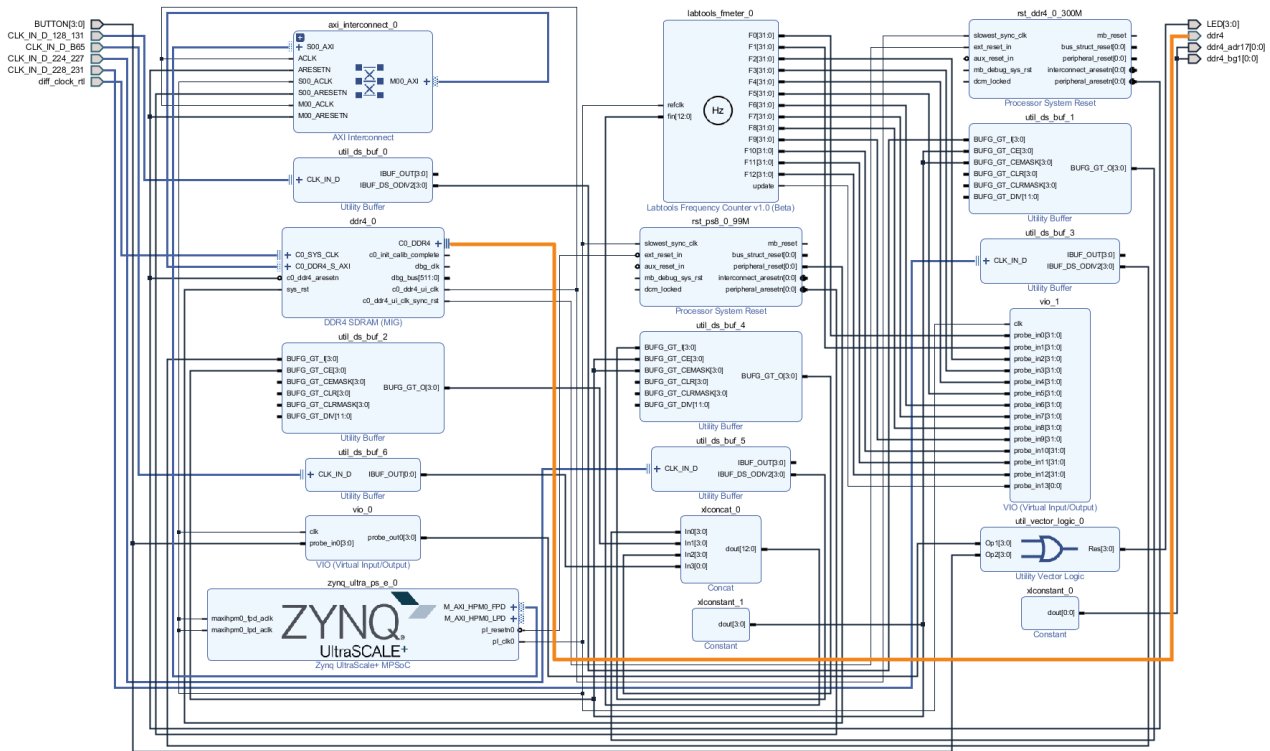 BUTTON[3:0]
CLK_IN_D_128_131
CLK_IN_D_B65
CLK_IN_D_224_227
CLK_IN_D_228_231
diff_clock_rtl
axi_interconnect_0
S00_AXI
ACLK
ARESETN
S00_ACLK
S00_ARESETN
M00_ACLK
M00_ARESETN
M00_AXI
AXI Interconnect
util_ds_buf_0
CLK_IN_D
IBUF_OUT[3:0]
IBUF_DS_ODIV2[3:0]
Utility Buffer
ddr4_0
C0_SYS_CLK
C0_DDR4_S_AXI
c0_ddr4_aresetn
sys_rst
C0_DDR4
c0_init_calib_complete
dbg_clk
dbg_bus[511:0]
c0_ddr4_ui_clk
c0_ddr4_ui_clk_sync_rst
DDR4 SDRAM (MIG)
util_ds_buf_2
BUFG_GT_I[3:0]
BUFG_GT_CE[3:0]
BUFG_GT_CEMASK[3:0]
BUFG_GT_CLR[3:0]
BUFG_GT_CLRMASK[3:0]
BUFG_GT_DIV[11:0]
BUFG_GT_O[3:0]
Utility Buffer
util_ds_buf_6
CLK_IN_D
IBUF_OUT[0:0]
Utility Buffer
vio_0
clk
probe_in0[3:0]
probe_out0[3:0]
VIO (Virtual Input/Output)
zynq_ultra_ps_e_0
maxihpm0_fpd_aclk
maxihpm0_lpd_aclk
ZYNQ
UltraSCALE+
M_AXI_HPM0_FPD
M_AXI_HPM0_LPD
pl_resetn0
pl_clk0
Zynq UltraScale+ MPSoC
labtools_fmeter_0
refclk
fin[12:0]
Hz
F0[31:0]
F1[31:0]
F2[31:0]
F3[31:0]
F4[31:0]
F5[31:0]
F6[31:0]
F7[31:0]
F8[31:0]
F9[31:0]
F10[31:0]
F11[31:0]
F12[31:0]
update
Labtools Frequency Counter v1.0 (Beta)
rst_ps8_0_99M
slowest_sync_clk
ext_reset_in
aux_reset_in
mb_debug_sys_rst
dcm_locked
mb_reset
bus_struct_reset[0:0]
peripheral_reset[0:0]
interconnect_aresetn[0:0]
peripheral_aresetn[0:0]
Processor System Reset
util_ds_buf_4
BUFG_GT_I[3:0]
BUFG_GT_CE[3:0]
BUFG_GT_CEMASK[3:0]
BUFG_GT_CLR[3:0]
BUFG_GT_CLRMASK[3:0]
BUFG_GT_DIV[11:0]
BUFG_GT_O[3:0]
Utility Buffer
util_ds_buf_5
CLK_IN_D
IBUF_OUT[3:0]
IBUF_DS_ODIV2[3:0]
Utility Buffer
xlconcat_0
In0[3:0]
In1[3:0]
In2[3:0]
In3[0:0]
dout[12:0]
Concat
xlconstant_1
dout[3:0]
Constant
rst_ddr4_0_300M
slowest_sync_clk
ext_reset_in
aux_reset_in
mb_debug_sys_rst
dcm_locked
mb_reset
bus_struct_reset[0:0]
peripheral_reset[0:0]
interconnect_aresetn[0:0]
peripheral_aresetn[0:0]
Processor System Reset
util_ds_buf_1
BUFG_GT_I[3:0]
BUFG_GT_CE[3:0]
BUFG_GT_CEMASK[3:0]
BUFG_GT_CLR[3:0]
BUFG_GT_CLRMASK[3:0]
BUFG_GT_DIV[11:0]
BUFG_GT_O[3:0]
Utility Buffer
util_ds_buf_3
CLK_IN_D
IBUF_OUT[3:0]
IBUF_DS_ODIV2[3:0]
Utility Buffer
vio_1
clk
probe_in0[31:0]
probe_in1[31:0]
probe_in2[31:0]
probe_in3[31:0]
probe_in4[31:0]
probe_in5[31:0]
probe_in6[31:0]
probe_in7[31:0]
probe_in8[31:0]
probe_in9[31:0]
probe_in10[31:0]
probe_in11[31:0]
probe_in12[31:0]
probe_in13[0:0]
VIO (Virtual Input/Output)
util_vector_logic_0
Op1[3:0]
Op2[3:0]
Res[3:0]
Utility Vector Logic
xlconstant_0
dout[0:0]
Constant
LED[3:0]
ddr4
ddr4_adr17[0:0]
ddr4_bg1[0:0]